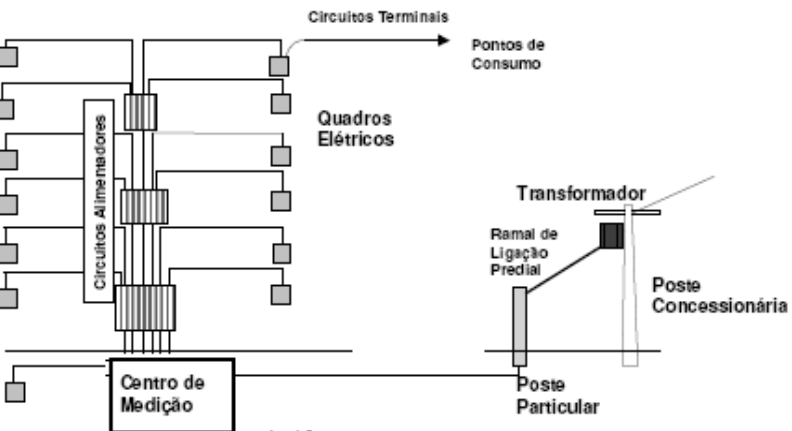 Circuitos Terminais
Pontos de
Consumo
Quadros
Elétricos
Circuitos Alimentadores
Transformador
Ramal de
Ligação
Predial
Poste
Concessionária
Centro de
Medição
Poste
Particular